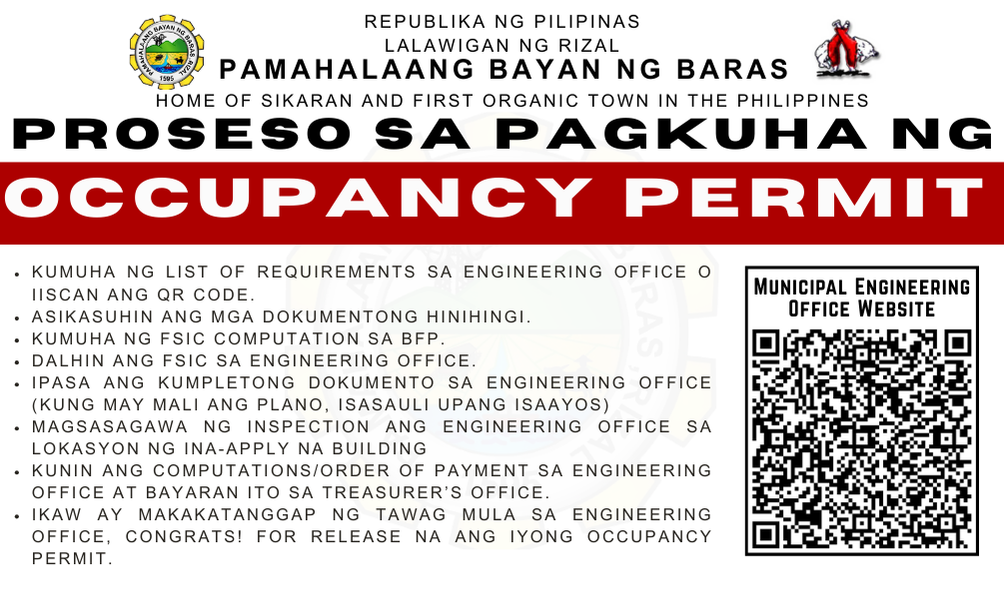 REPUBLIKA NG PILIPINAS
LALAWIGAN NG RIZAL
PAMAHALAANG BAYAN NG BARAS
HOME OF SIKARAN AND FIRST ORGANIC TOWN IN THE PHILIPPINES
PAMAHALAANG BAYAN NG BARAS RIZAL
1595
PROSESO SA PAGKUHA NG
OCCUPANCY PERMIT
• KUMUHA NG LIST OF REQUIREMENTS SA ENGINEERING OFFICE O
IISCAN ANG QR CODE.
• ASIKASUHIN ANG MGA DOKUMENTONG HINIHINGI.
• KUMUHA NG FSIC COMPUTATION SA BFP.
• DALHIN ANG FSIC SA ENGINEERING OFFICE.
• IPASA ANG KUMPLETONG DOKUMENTO SA ENGINEERING OFFICE
(KUNG MAY MALI ANG PLANO, ISASAULI UPANG ISAAYOS)
• MAGSASAGAWA NG INSPECTION ANG ENGINEERING OFFICE SA
LOKASYON NG INA-APPLY NA BUILDING
• KUNIN ANG COMPUTATIONS/ORDER OF PAYMENT SA ENGINEERING
OFFICE AT BAYARAN ITO SA TREASURER’S OFFICE.
• IKAW AY MAKAKATANGGAP NG TAWAG MULA SA ENGINEERING
OFFICE, CONGRATS! FOR RELEASE NA ANG IYONG OCCUPANCY
PERMIT.
MUNICIPAL ENGINEERING
OFFICE WEBSITE